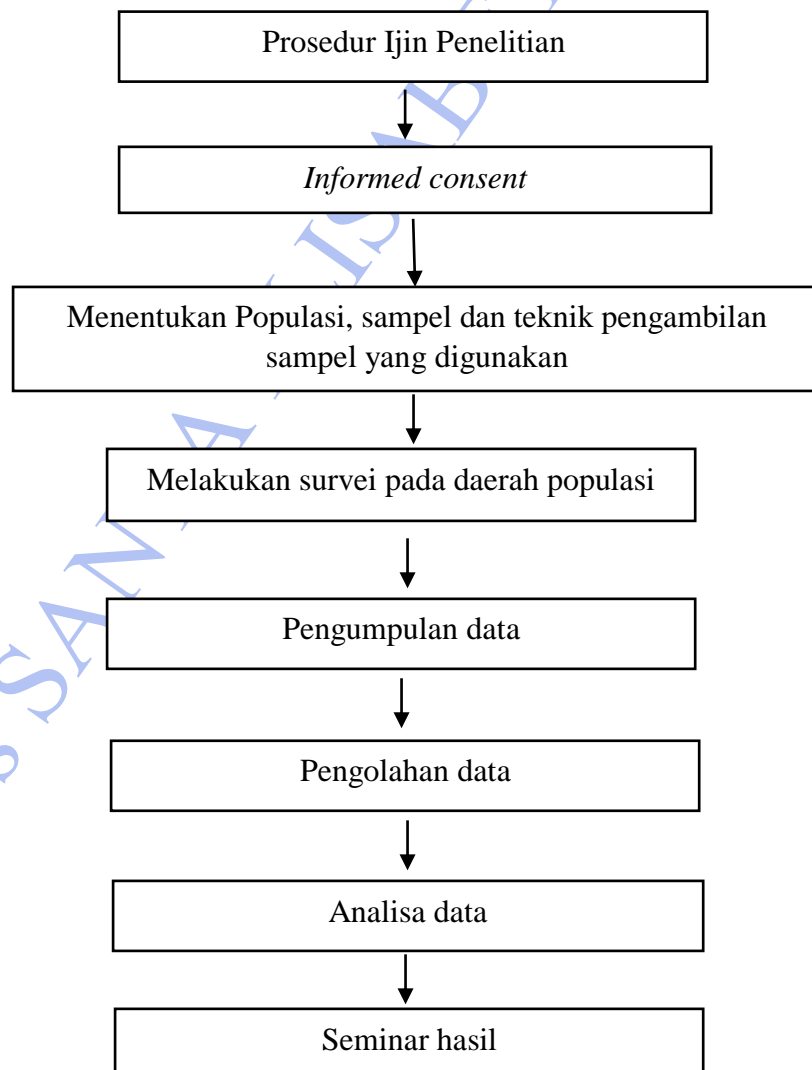 Prosedur Ijin Penelitian
Informed consent
Menentukan Populasi, sampel dan teknik pengambilan
sampel yang digunakan
Melakukan survei pada daerah populasi
Pengumpulan data
Pengolahan data
Analisa data
Seminar hasil